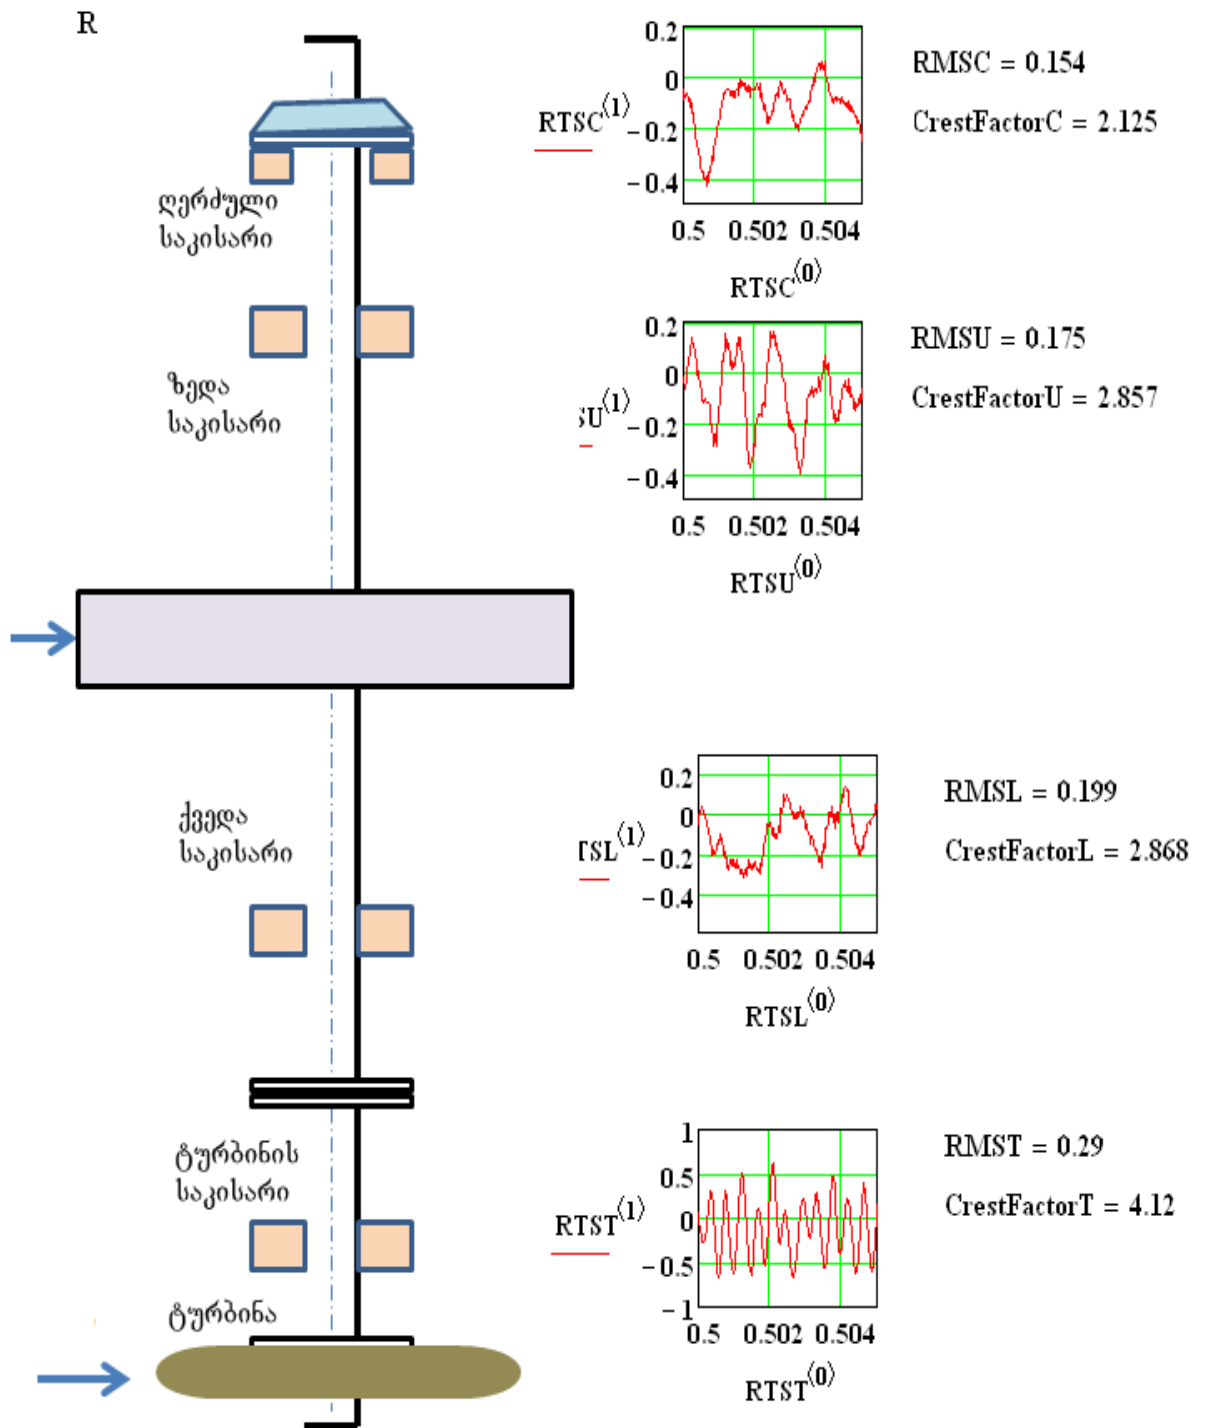 R
ღერძული
საკისარი
ზედა
საკისარი
ქვედა
საკისარი
ტურბინის
საკისარი
ტურბინა
0.2
0
-0.2
-0.4
RTSC⟨1⟩
0.5 0.502 0.504
RTSC⟨0⟩
RMSC = 0.154
CrestFactorC = 2.125
0.2
0
-0.2
-0.4
SU⟨1⟩
0.5 0.502 0.504
RTSU⟨0⟩
RMSU = 0.175
CrestFactorU = 2.857
0.2
0
-0.2
-0.4
TSL⟨1⟩
0.5 0.502 0.504
RTSL⟨0⟩
RMSL = 0.199
CrestFactorL = 2.868
1
0.5
0
-0.5
-1
RTST⟨1⟩
0.5 0.502 0.504
RTST⟨0⟩
RMST = 0.29
CrestFactorT = 4.12